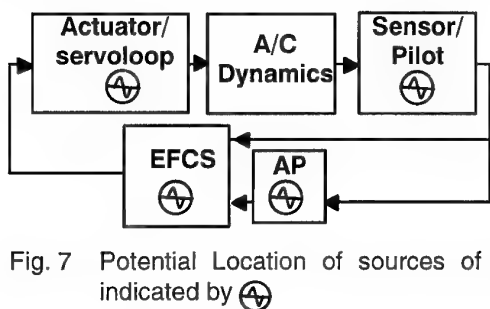 Actuator/
servoloop
A/C
Dynamics
Sensor/
Pilot
EFCS
AP
Fig. 7 Potential Location of sources of
indicated by